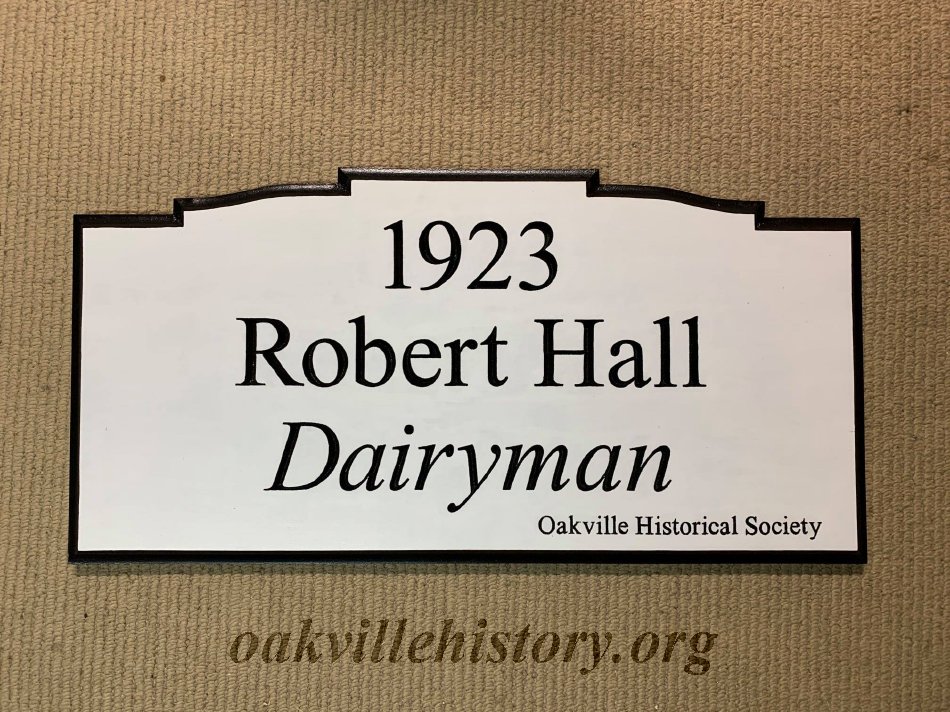 1923
Robert Hall
Dairyman
Oakville Historical Society
oakvillehistory.org